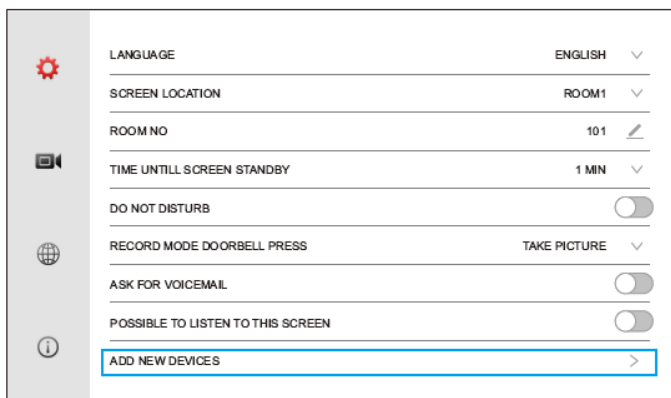 LANGUAGE ENGLISH
SCREEN LOCATION ROOM1
ROOM NO 101
TIME UNTILL SCREEN STANDBY 1 MIN
DO NOT DISTURB
RECORD MODE DOORBELL PRESS TAKE PICTURE
ASK FOR VOICEMAIL
POSSIBLE TO LISTEN TO THIS SCREEN
ADD NEW DEVICES